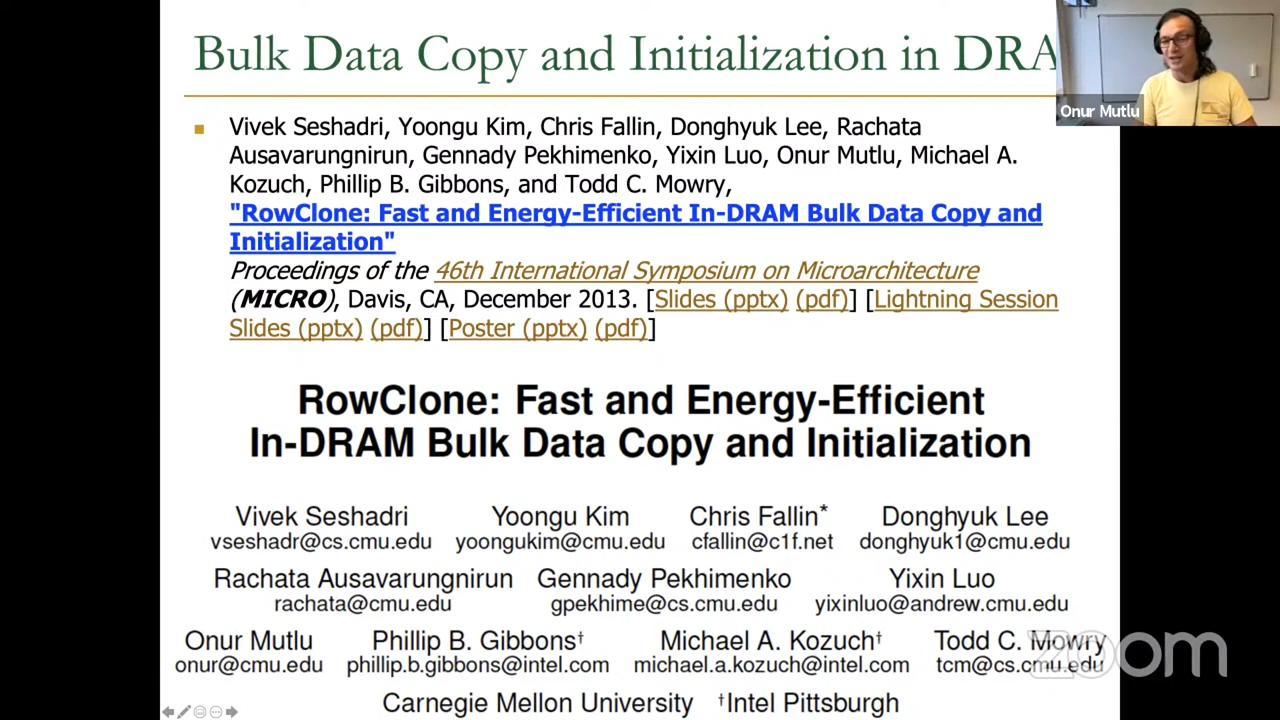 Bulk Data Copy and Initialization in DRA
Onur Mutlu
Vivek Seshadri, Yoongu Kim, Chris Fallin, Donghyuk Lee, Rachata
Ausavarungnirun, Gennady Pekhimenko, Yixin Luo, Onur Mutlu, Michael A.
Kozuch, Phillip B. Gibbons, and Todd C. Mowry,
"RowClone: Fast and Energy-Efficient In-DRAM Bulk Data Copy and
Initialization"
Proceedings of the 46th International Symposium on Microarchitecture
(MICRO), Davis, CA, December 2013. [Slides (pptx) (pdf)] [Lightning Session
Slides (pptx) (pdf)] [Poster (pptx) (pdf)]
RowClone: Fast and Energy-Efficient
In-DRAM Bulk Data Copy and Initialization
Vivek Seshadri Yoongu Kim Chris Fallin* Donghyuk Lee
vseshadr@cs.cmu.edu yoongukim@cmu.edu cfallin@c1f.net donghyuk1@cmu.edu
Rachata Ausavarungnirun Gennady Pekhimenko Yixin Luo
rachata@cmu.edu gpekhime@cs.cmu.edu yixinluo@andrew.cmu.edu
Onur Mutlu Phillip B. Gibbons† Michael A. Kozuch† Todd C. Mowry
onur@cmu.edu phillip.b.gibbons@intel.com michael.a.kozuch@intel.com tcm@cs.cmu.edu
zoom
Carnegie Mellon University †Intel Pittsburgh